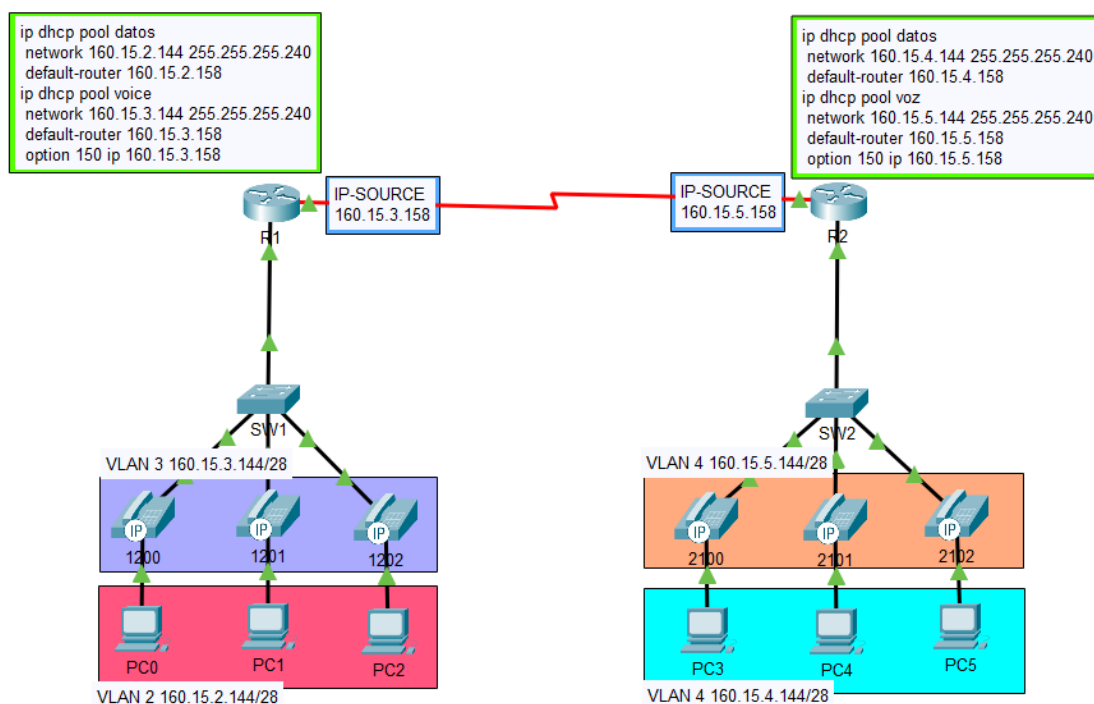 ip dhcp pool datos
network 160.15.2.144 255.255.255.240
default-router 160.15.2.158
ip dhcp pool voice
network 160.15.3.144 255.255.255.240
default-router 160.15.3.158
option 150 ip 160.15.3.158
ip dhcp pool datos
network 160.15.4.144 255.255.255.240
default-router 160.15.4.158
ip dhcp pool voz
network 160.15.5.144 255.255.255.240
default-router 160.15.5.158
option 150 ip 160.15.5.158
IP-SOURCE
160.15.3.158
IP-SOURCE
160.15.5.158
R1
R2
SW1
SW2
VLAN 3 160.15.3.144/28
VLAN 4 160.15.5.144/28
IP
IP
IP
IP
IP
IP
1200
1201
1202
2100
2101
2102
PC0
PC1
PC2
PC3
PC4
PC5
VLAN 2 160.15.2.144/28
VLAN 4 160.15.4.144/28